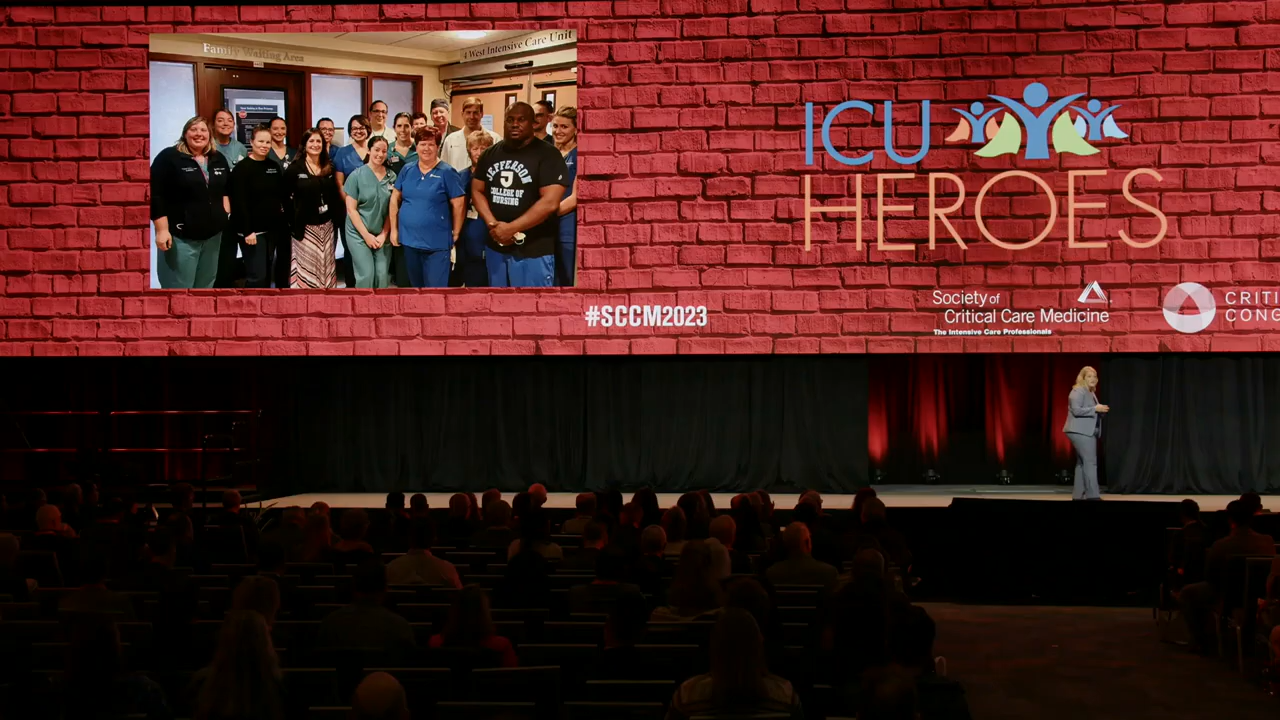 Family Waiting Area
4 West Intensive Care Unit
JEFFERSON
J
COLLEGE OF
NURSING
ICU
HEROES
#SCCM2023
Society of
Critical Care Medicine
The Intensive Care Professionals
CRITI
CONG